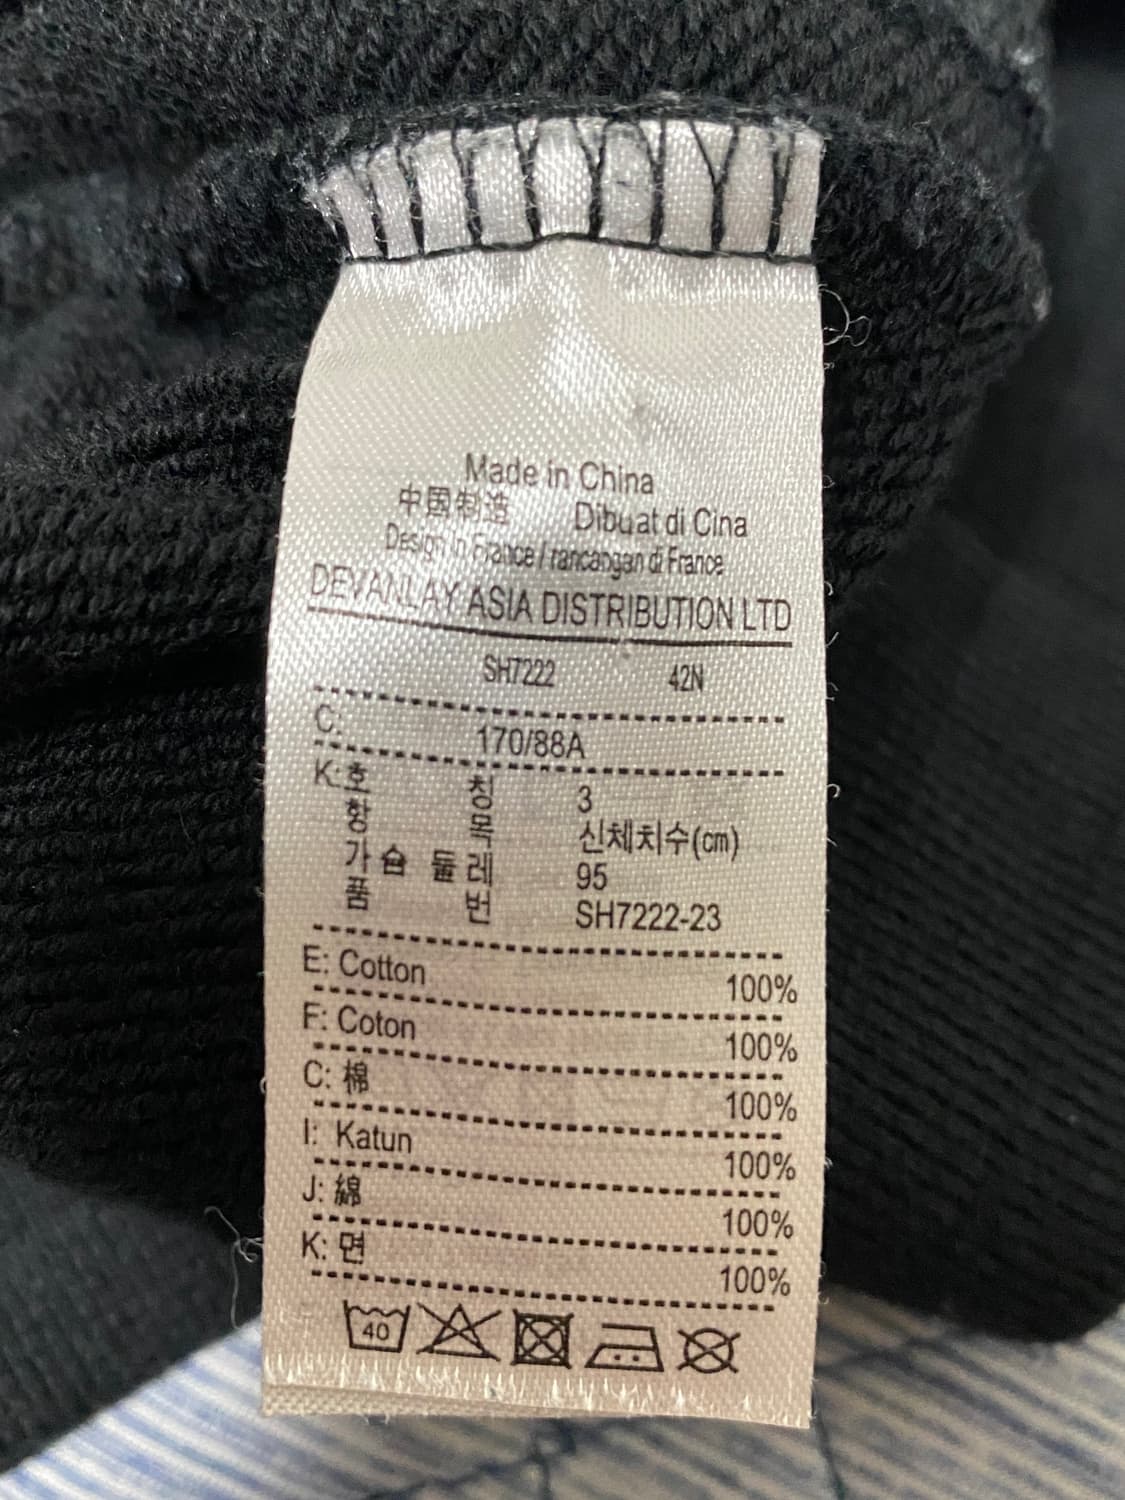 Made in China
中国制造 Dibuat di Cina
Design in France / rancangan di France
DEVANLAY ASIA DISTRIBUTION LTD
SH7222 42N
C: 170/88A
K: 호 칭 3
항 목 신체치수(cm)
가 슴 둘 레 95
품 번 SH7222-23
E: Cotton 100%
F: Coton 100%
C: 棉 100%
I: Katun 100%
J: 綿 100%
K: 면 100%
40